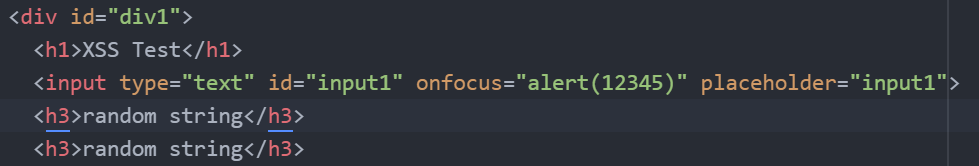 <div id="div1">
<h1>XSS Test</h1>
<input type="text" id="input1" onfocus="alert(12345)" placeholder="input1">
<h3>random string</h3>
<h3>random string</h3>